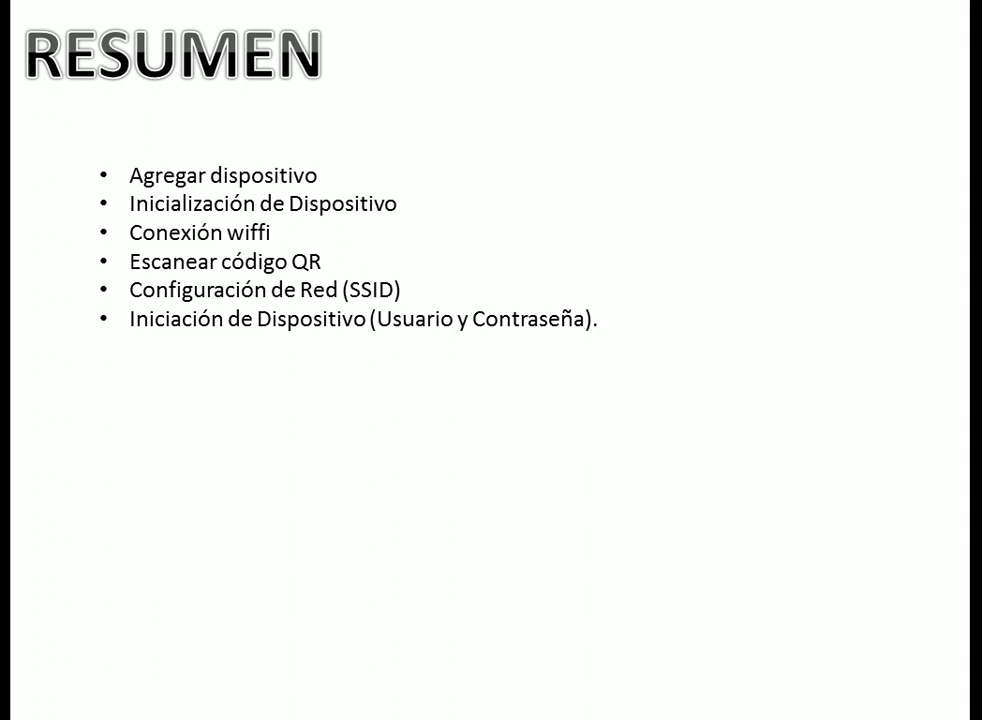 RESUMEN
• Agregar dispositivo
• Inicialización de Dispositivo
• Conexión wiffi
• Escanear código QR
• Configuración de Red (SSID)
• Iniciación de Dispositivo (Usuario y Contraseña).